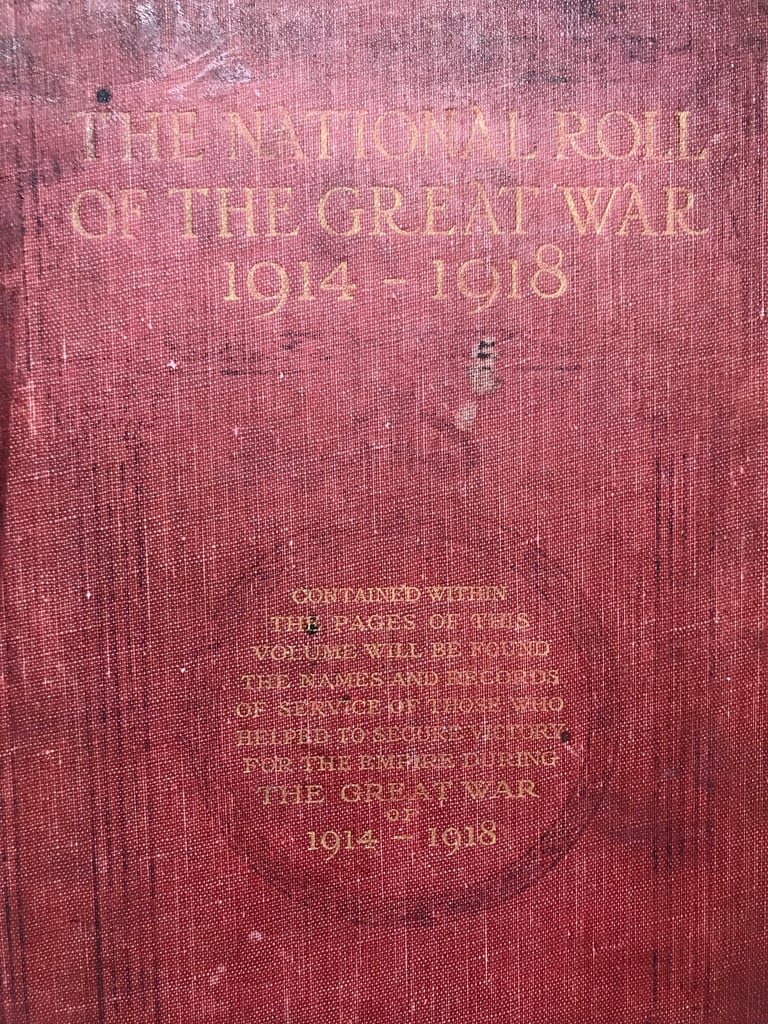 THE NATIONAL ROLL
OF THE GREAT WAR
1914 - 1918
CONTAINED WITHIN
THE PAGES OF THIS
VOLUME WILL BE FOUND
THE NAMES AND RECORDS
OF SERVICE OF THOSE WHO
HELPED TO SECURE VICTORY
FOR THE EMPIRE DURING
THE GREAT WAR
OF
1914 - 1918